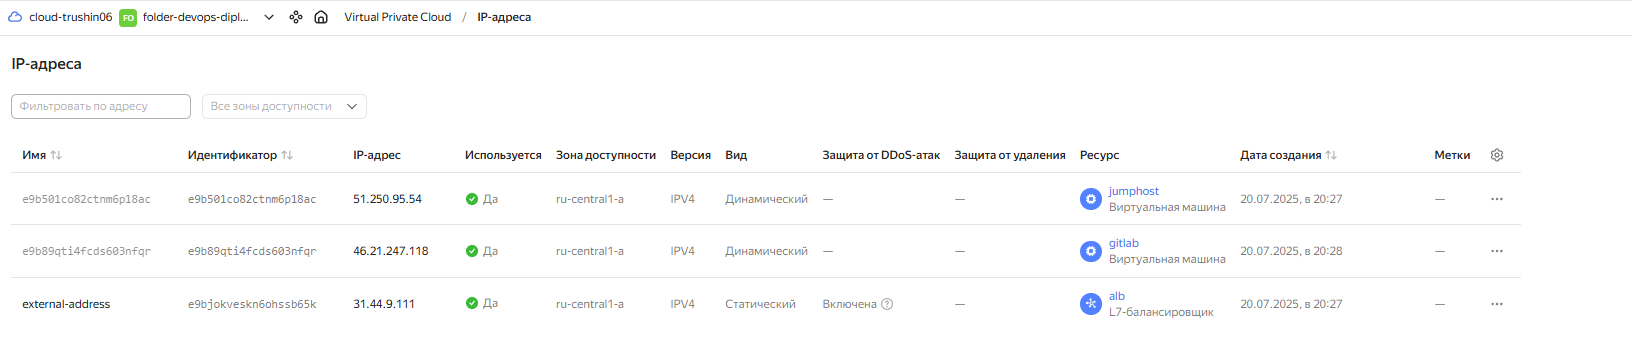 cloud-trushin06 FO folder-devops-dipl... Virtual Private Cloud / IP-адреса
IP-адреса
Фильтровать по адресу Все зоны доступности
Имя Идентификатор IP-адрес Используется Зона доступности Версия Вид Защита от DDoS-атак Защита от удаления Ресурс Дата создания Метки
e9b501co82ctnm6p18ac e9b501co82ctnm6p18ac 51.250.95.54 Да ru-central1-a IPV4 Динамический — — jumphost 20.07.2025, в 20:27 — ...
Виртуальная машина
e9b89qti4fcds603nfqr e9b89qti4fcds603nfqr 46.21.247.118 Да ru-central1-a IPV4 Динамический — — gitlab 20.07.2025, в 20:28 — ...
Виртуальная машина
external-address e9bjokveskn6ohssb65k 31.44.9.111 Да ru-central1-a IPV4 Статический Включена ? — alb 20.07.2025, в 20:27 — ...
L7-балансировщик